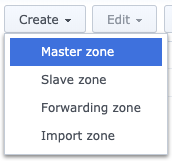 Create Edit
Master zone
Slave zone
Forwarding zone
Import zone